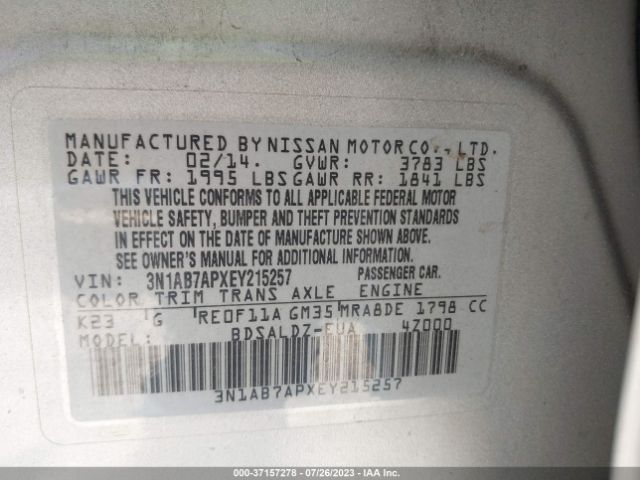 MANUFACTURED BY NISSAN MOTOR CO., LTD.
DATE: 02/14. GVWR: 3783 LBS
GAWR FR: 1995 LBS GAWR RR: 1841 LBS
THIS VEHICLE CONFORMS TO ALL APPLICABLE FEDERAL MOTOR
VEHICLE SAFETY, BUMPER AND THEFT PREVENTION STANDARDS
IN EFFECT ON THE DATE OF MANUFACTURE SHOWN ABOVE.
SEE OWNER'S MANUAL FOR ADDITIONAL INFORMATION.
VIN: 3N1AB7APXEY215257 PASSENGER CAR.
COLOR TRIM TRANS AXLE ENGINE
K23 G RE0F11A GM35 MRA8DE 1798 CC
MODEL: BDSALDZ-EUA 4Z000
3N1AB7APXEY215257
000-37157278 - 07/26/2023 - IAA Inc.